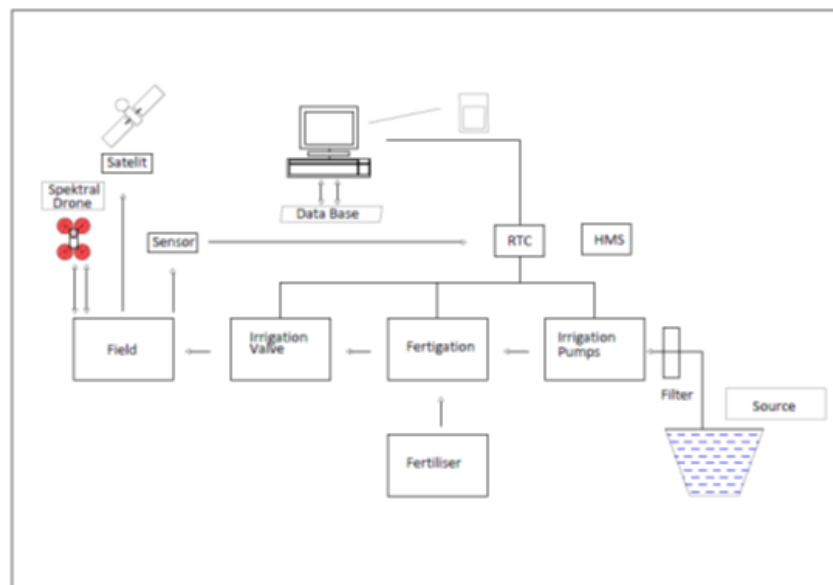 Satelit
Spektral
Drone
Data Base
Sensor
RTC
HMS
Field
Irrigation
Valve
Fertigation
Irrigation
Pumps
Filter
Source
Fertiliser